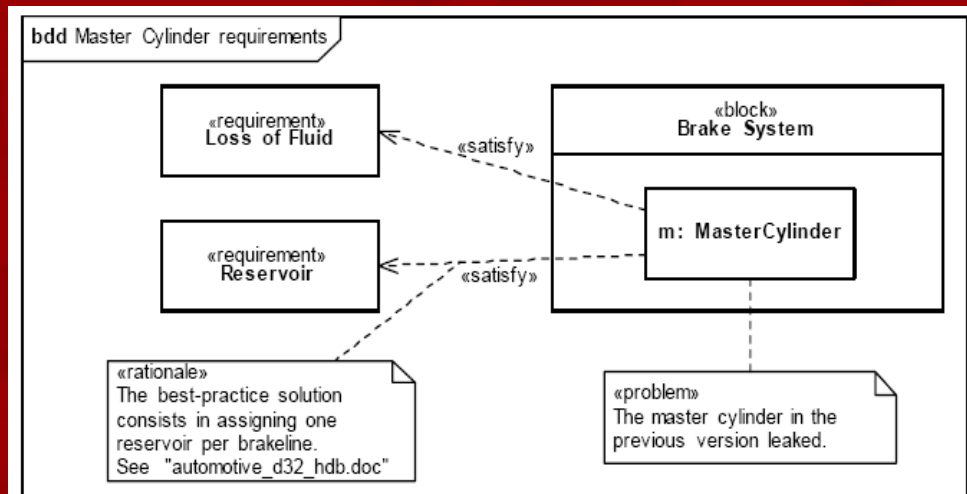 bdd Master Cylinder requirements
«requirement»
Loss of Fluid
«satisfy»
«block»
Brake System
m: MasterCylinder
«requirement»
Reservoir
«satisfy»
«rationale»
The best-practice solution
consists in assigning one
reservoir per brakeline.
See "automotive_d32_hdb.doc"
«problem»
The master cylinder in the
previous version leaked.